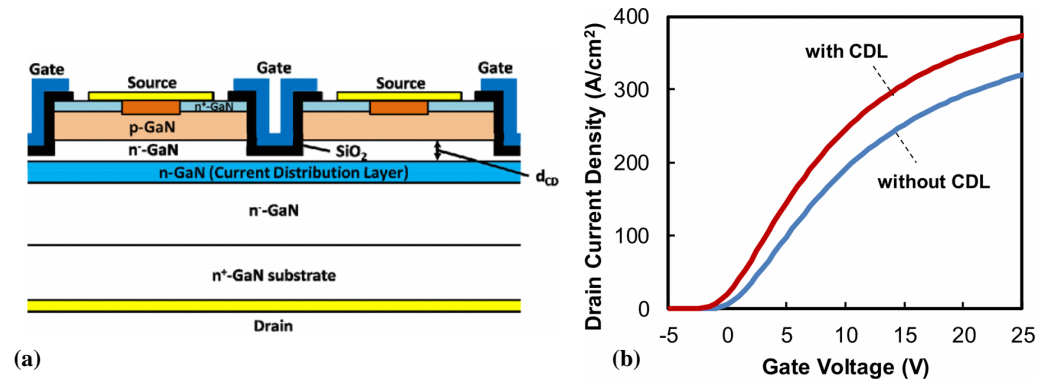 Gate
Source
Gate
Source
Gate
n⁺-GaN
p-GaN
n⁻-GaN
SiO₂
d_CD
n-GaN (Current Distribution Layer)
n⁻-GaN
n⁺-GaN substrate
Drain
(a)
400
300
200
100
0
-5
0
5
10
15
20
25
Drain Current Density (A/cm²)
with CDL
without CDL
Gate Voltage (V)
(b)